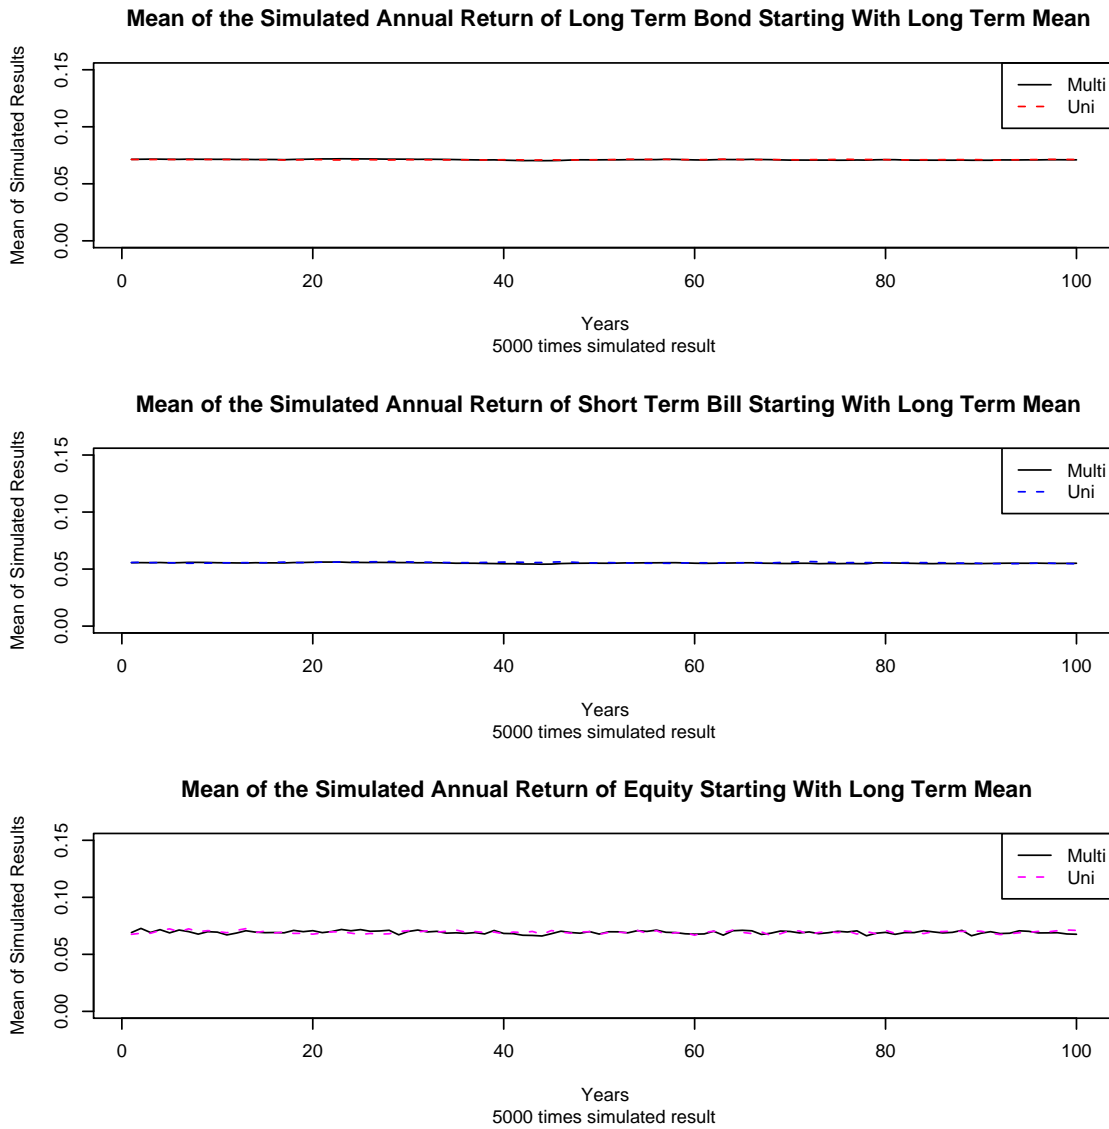 Mean of the Simulated Annual Return of Long Term Bond Starting With Long Term Mean
Mean of Simulated Results
0.15
0.10
0.05
0.00
Multi
Uni
0 20 40 60 80 100
Years
5000 times simulated result
Mean of the Simulated Annual Return of Short Term Bill Starting With Long Term Mean
Mean of Simulated Results
0.15
0.10
0.05
0.00
Multi
Uni
0 20 40 60 80 100
Years
5000 times simulated result
Mean of the Simulated Annual Return of Equity Starting With Long Term Mean
Mean of Simulated Results
0.15
0.10
0.05
0.00
Multi
Uni
0 20 40 60 80 100
Years
5000 times simulated result